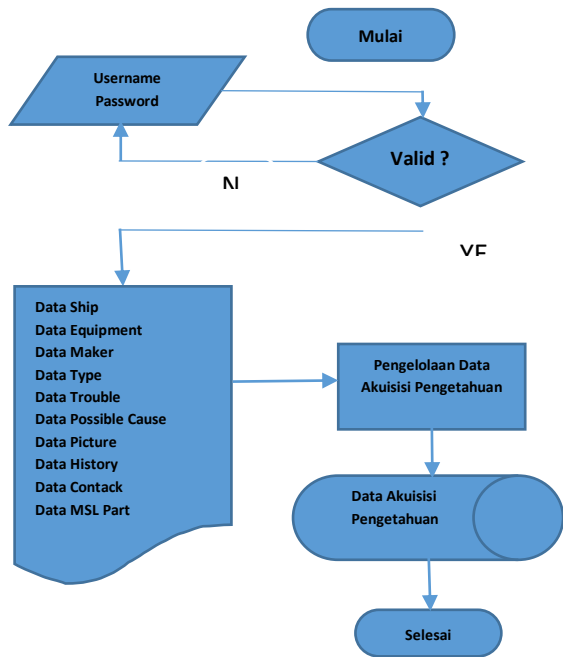 Mulai
Username
Password
Valid ?
Data Ship
Data Equipment
Data Maker
Data Type
Data Trouble
Data Possible Cause
Data Picture
Data History
Data Contack
Data MSL Part
Pengelolaan Data
Akuisisi Pengetahuan
Data Akuisisi
Pengetahuan
Selesai